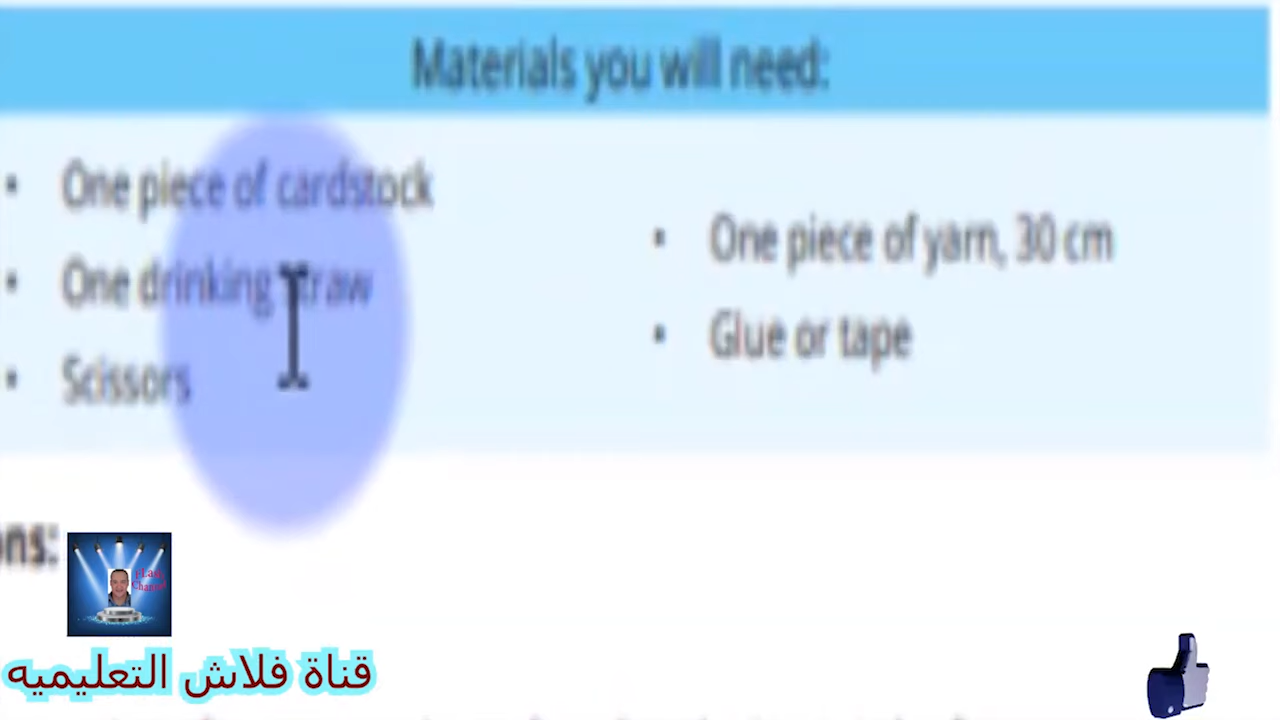 Materials you will need:
• One piece of cardstock
• One drinking straw
• Scissors
• One piece of yarn, 30 cm
• Glue or tape
ons:
قناة فلاش التعليميه